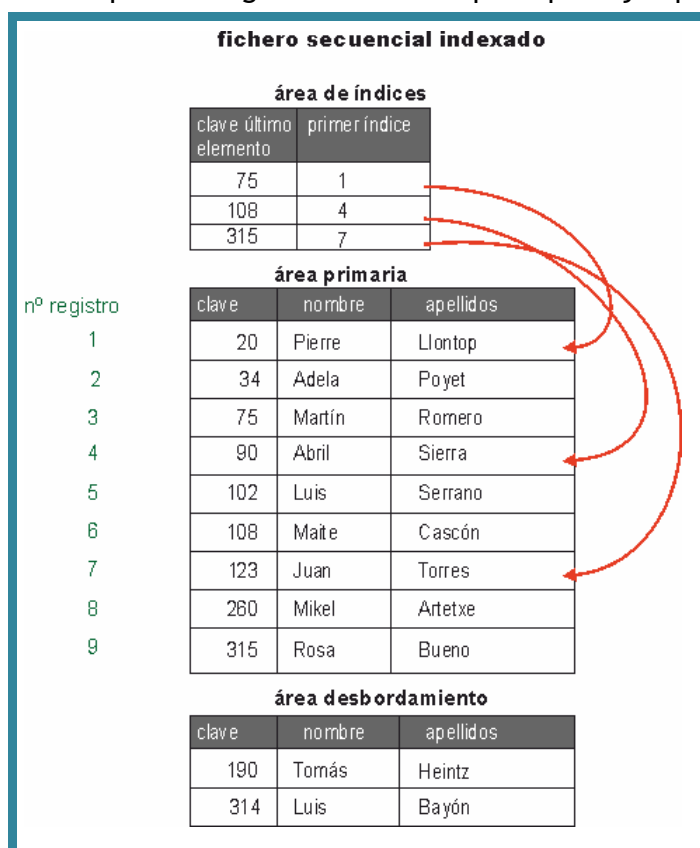 fichero secuencial indexado
área de índices
clave último elemento primer índice
75 1
108 4
315 7
área primaria
nº registro clave nombre apellidos
1 20 Pierre Llontop
2 34 Adela Poyet
3 75 Martín Romero
4 90 Abril Sierra
5 102 Luis Serrano
6 108 Maite Cascón
7 123 Juan Torres
8 260 Mikel Artetxe
9 315 Rosa Bueno
área desbordamiento
clave nombre apellidos
190 Tomás Heintz
314 Luis Bayón